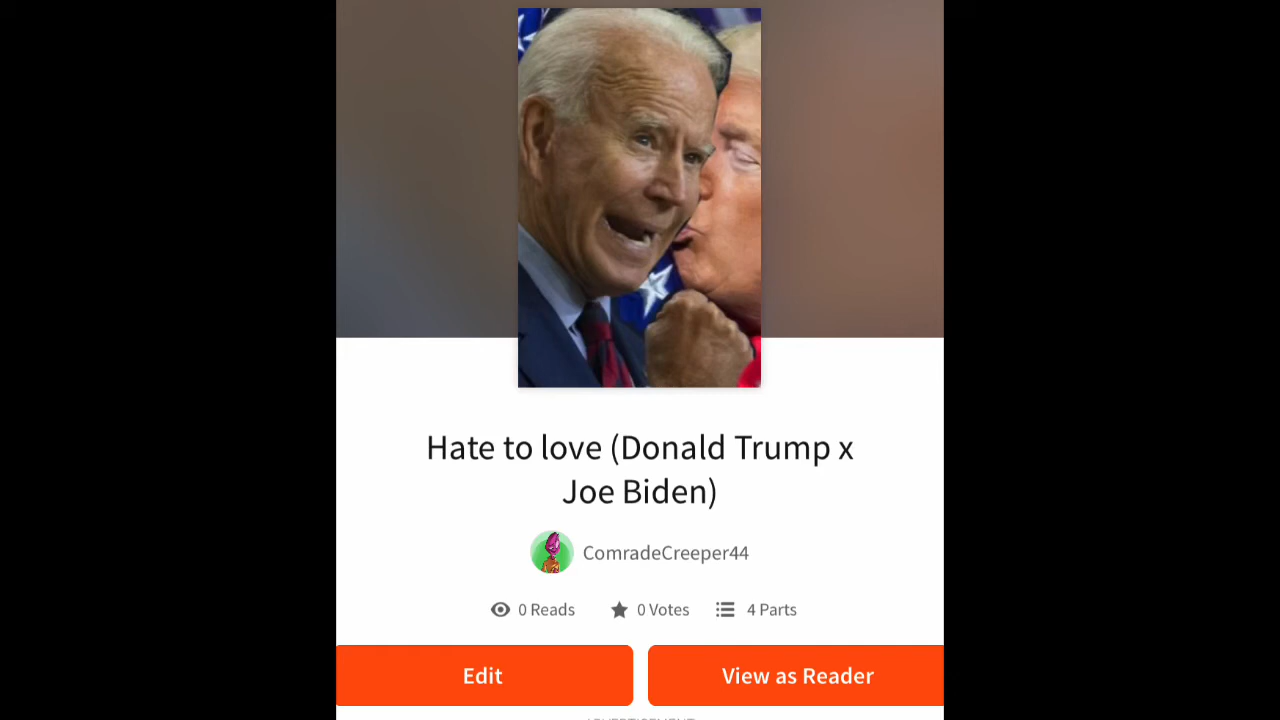 Hate to love (Donald Trump x
Joe Biden)
ComradeCreeper44
0 Reads 0 Votes 4 Parts
Edit View as Reader